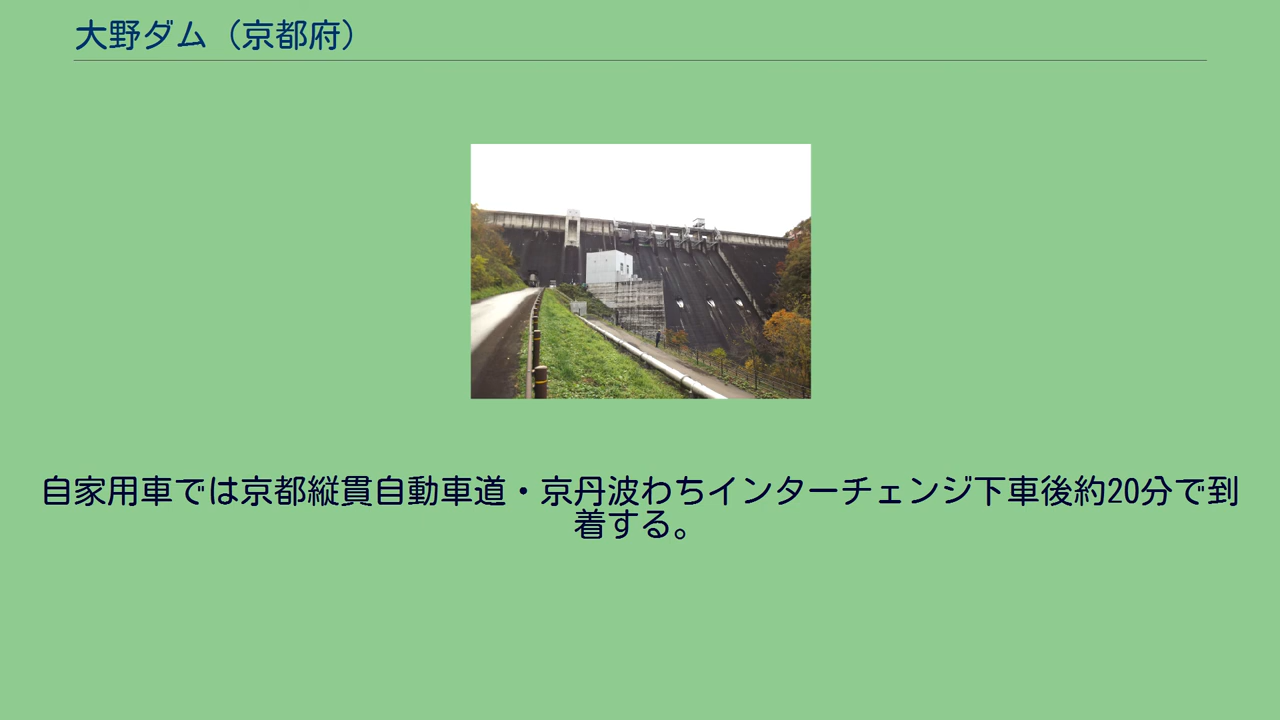 大野ダム（京都府）
自家用車では京都縦貫自動車道・京丹波わちインターチェンジ下車後約20分で到
着する。